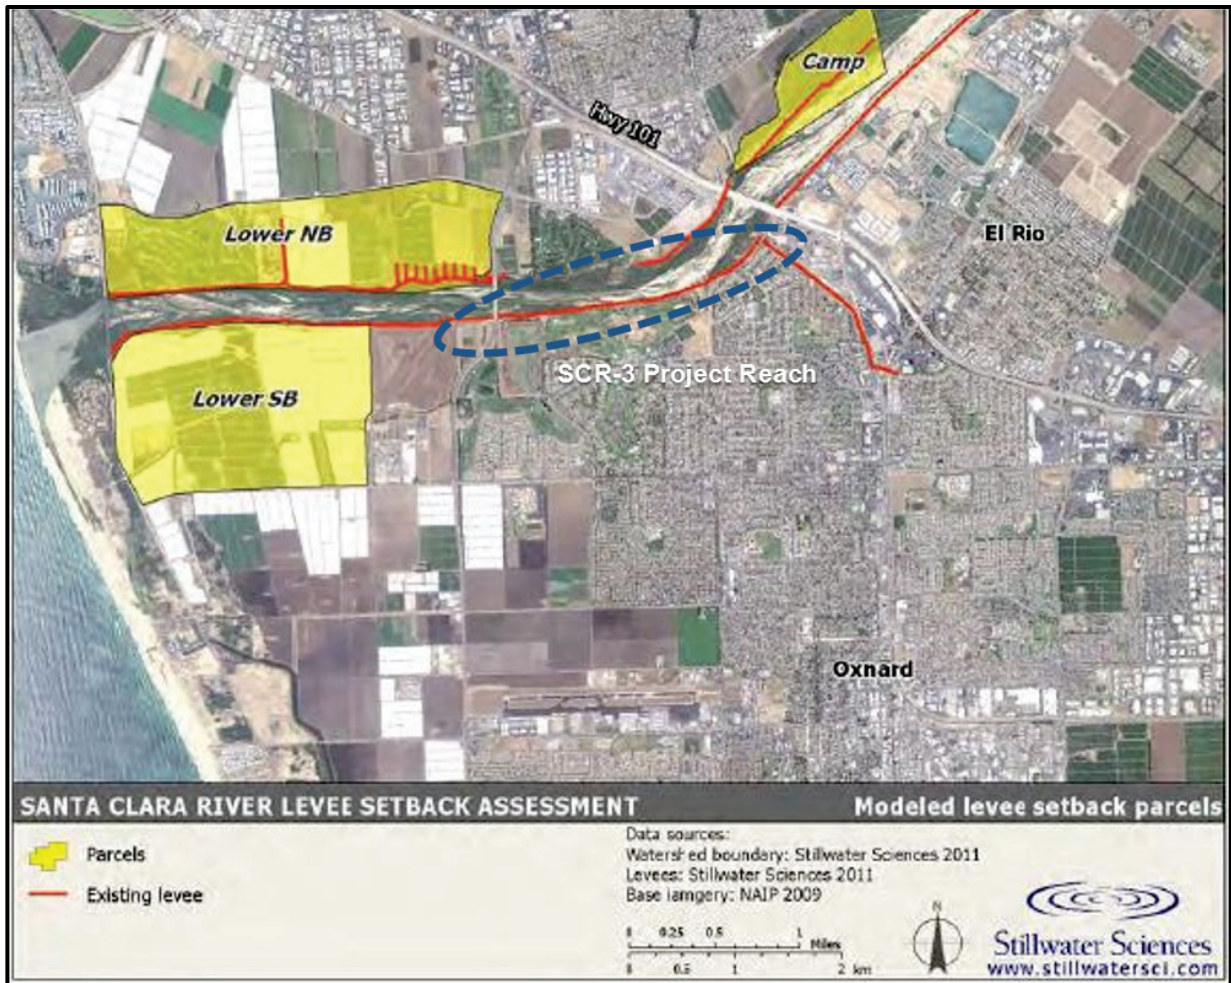 Camp
Hwy 101
Lower NB
El Rio
SCR-3 Project Reach
Lower SB
Oxnard
SANTA CLARA RIVER LEVEE SETBACK ASSESSMENT
Modeled levee setback parcels
Parcels
Existing levee
Data sources:
Watershed boundary: Stillwater Sciences 2011
Levees: Stillwater Sciences 2011
Base iamgery: NAIP 2009
0 0.25 0.5 1
Miles
0 0.5 1 2 km
N
Stillwater Sciences
www.stillwatersci.com